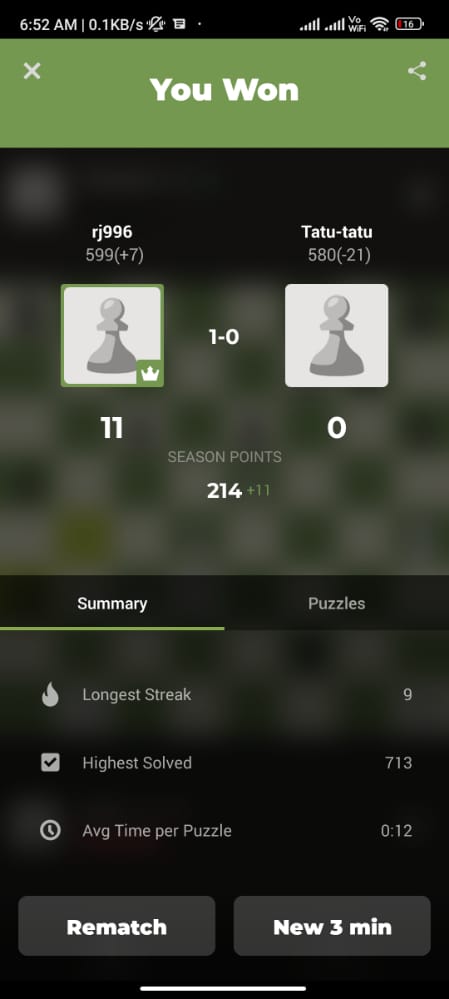 6:52 AM | 0.1KB/s
Vo
WiFi
16
You Won
rj996
599(+7)
Tatu-tatu
580(-21)
1-0
11
0
SEASON POINTS
214 +11
Summary
Puzzles
Longest Streak
9
Highest Solved
713
Avg Time per Puzzle
0:12
Rematch
New 3 min